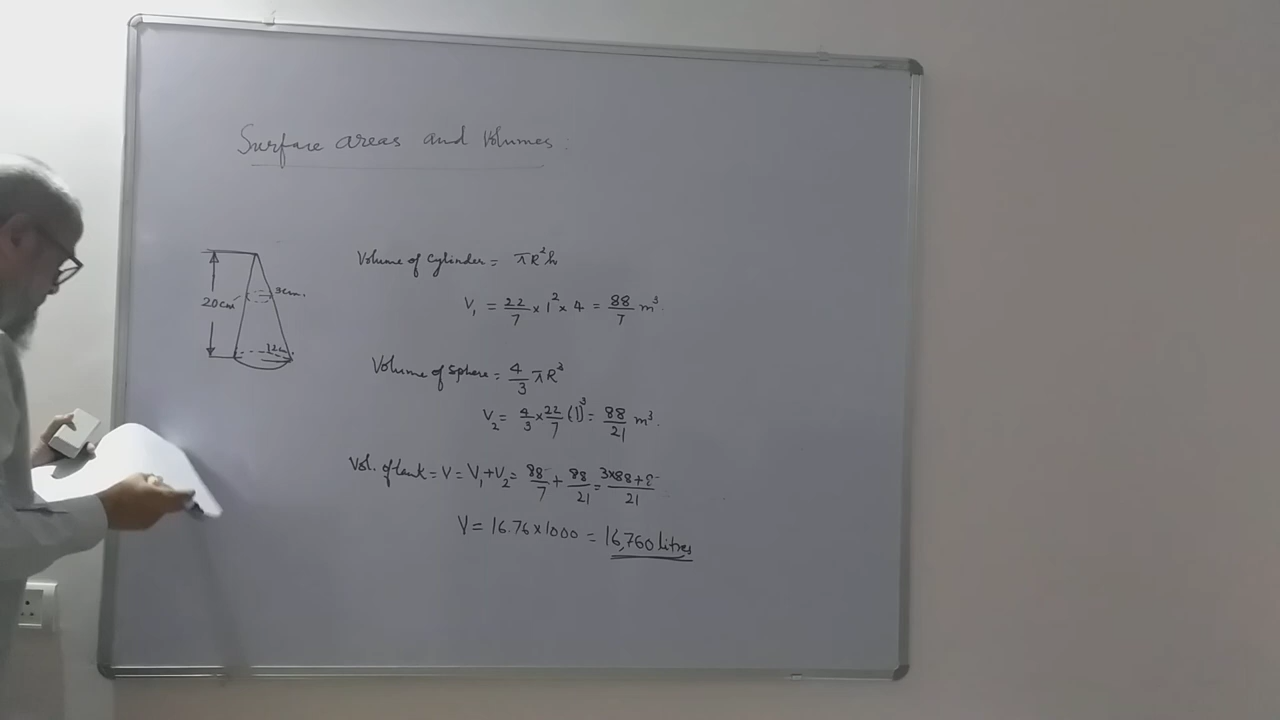 Surface areas and Volumes :
20cm
3cm.
Volume of Cylinder = πR²h
V₁ = 22/7 × 1² × 4 = 88/7 m³.
Volume of Sphere = 4/3 πR³
V₂ = 4/3 × 22/7 (1)³ = 88/21 m³.
Vol. of tank = V = V₁ + V₂ = 88/7 + 88/21 = 3×88+8/21
V = 16.76 × 1000 = 16,760 litres